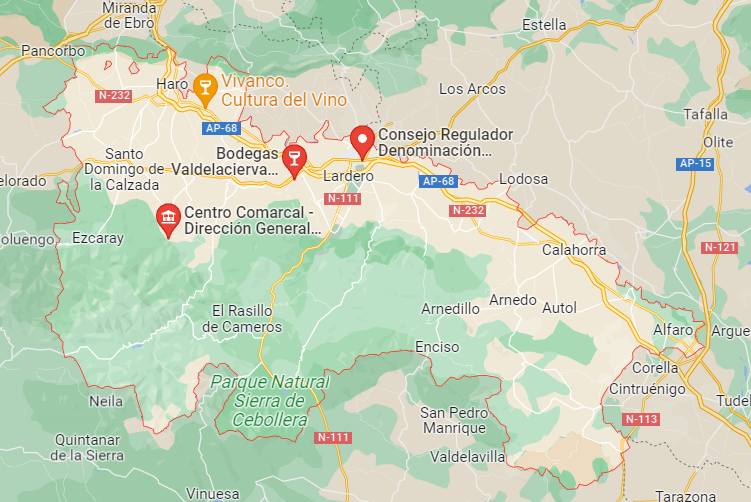 Miranda
de Ebro
Estella
Pancorbo
Haro
Vivanco.
Cultura del Vino
Los Arcos
N-232
Tafalla
AP-68
Olite
Consejo Regulador
Denominación...
Santo
Domingo de
la Calzada
Bodegas
Valdelacierva...
AP-15
elorado
Lardero
AP-68
Lodosa
N-111
Centro Comarcal -
Dirección General...
N-232
oluengo
Ezcaray
Calahorra
N-121
El Rasillo
de Cameros
Arnedillo
Arnedo
Autol
Alfaro
Argue
Enciso
Corella
Parque Natural
Sierra de
Cebollera
Cintruénigo
Neila
Tudel
San Pedro
Manrique
N-113
N-111
Quintanar
de la Sierra
Valdelavilla
Vinuesa
Tarazona